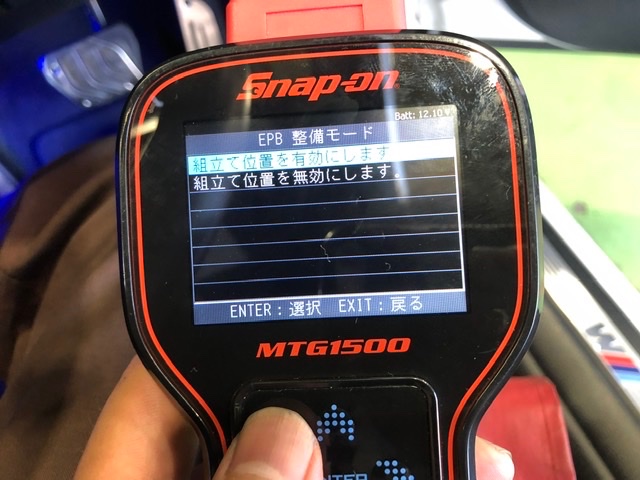 Snap-on
Batt: 12.10V
EPB 整備モード
組立て位置を有効にします
組立て位置を無効にします。
ENTER：選択 EXIT：戻る
MTG1500
ENTER
M